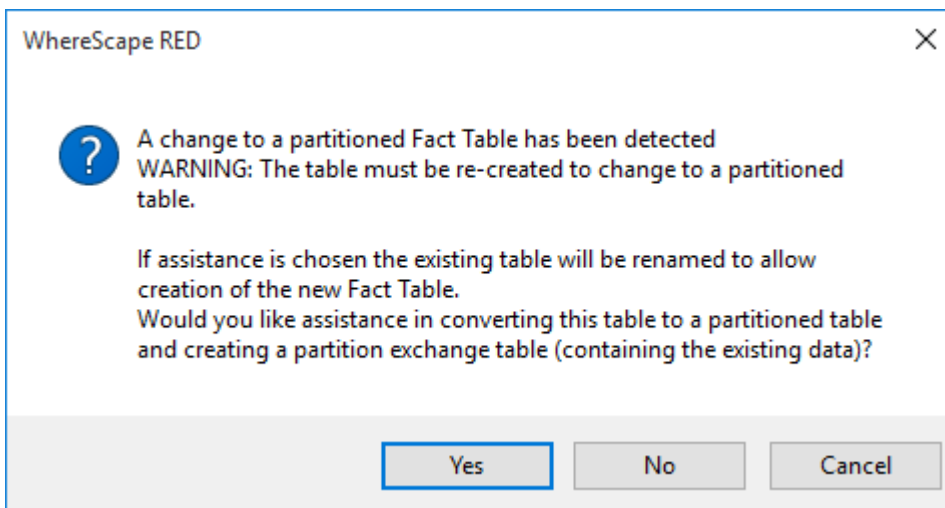 WhereScape RED
?
A change to a partitioned Fact Table has been detected
WARNING: The table must be re-created to change to a partitioned
table.
If assistance is chosen the existing table will be renamed to allow
creation of the new Fact Table.
Would you like assistance in converting this table to a partitioned table
and creating a partition exchange table (containing the existing data)?
Yes No Cancel